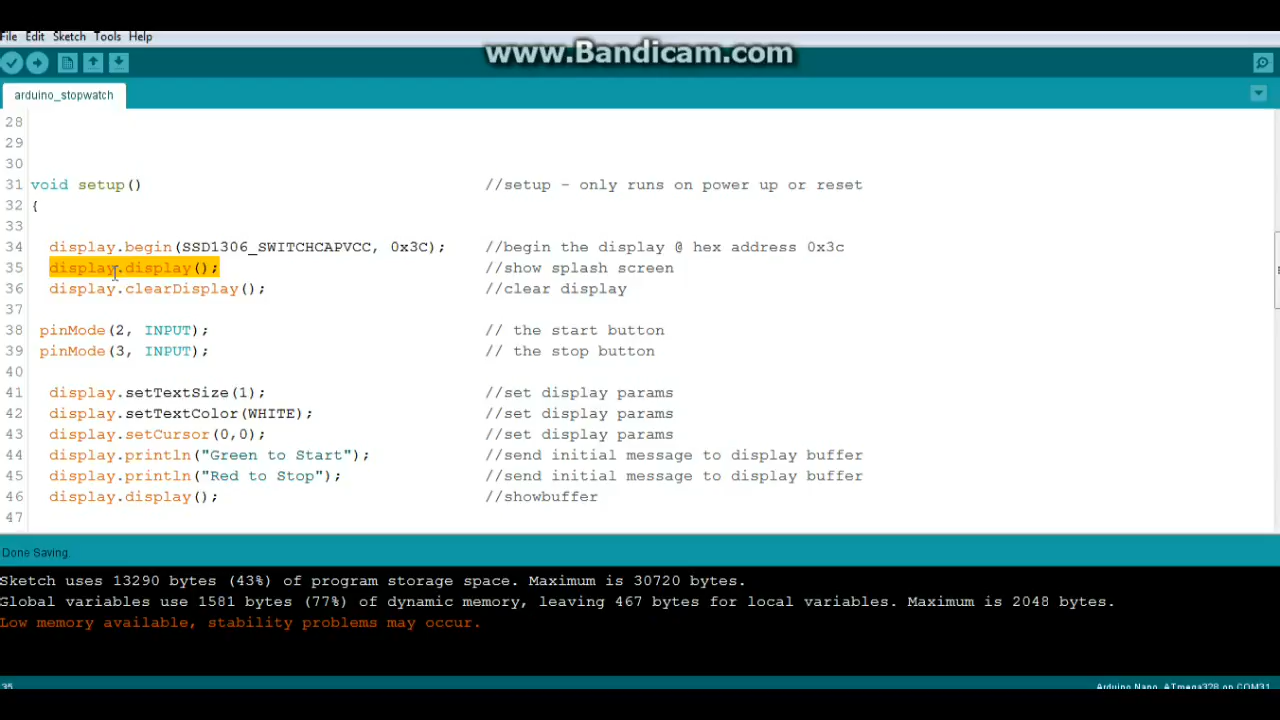 File Edit Sketch Tools Help
www.Bandicam.com
arduino_stopwatch
28
29
30
31 void setup() //setup - only runs on power up or reset
32 {
33
34 display.begin(SSD1306_SWITCHCAPVCC, 0x3C); //begin the display @ hex address 0x3c
35 display.display(); //show splash screen
36 display.clearDisplay(); //clear display
37
38 pinMode(2, INPUT); // the start button
39 pinMode(3, INPUT); // the stop button
40
41 display.setTextSize(1); //set display params
42 display.setTextColor(WHITE); //set display params
43 display.setCursor(0,0); //set display params
44 display.println("Green to Start"); //send initial message to display buffer
45 display.println("Red to Stop"); //send initial message to display buffer
46 display.display(); //showbuffer
47
Done Saving.
Sketch uses 13290 bytes (43%) of program storage space. Maximum is 30720 bytes.
Global variables use 1581 bytes (77%) of dynamic memory, leaving 467 bytes for local variables. Maximum is 2048 bytes.
Low memory available, stability problems may occur.
35 Arduino Nano, ATmega328 on COM31